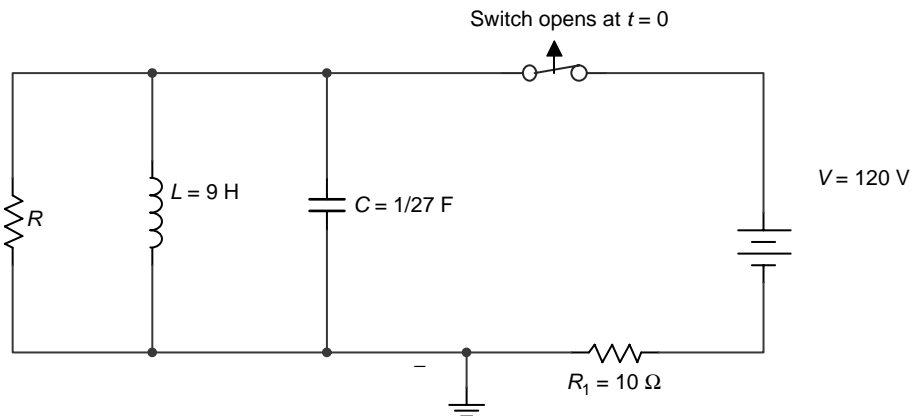 Switch opens at t = 0
L = 9 H
V = 120 V
C = 1/27 F
R
–
R1 = 10 Ω